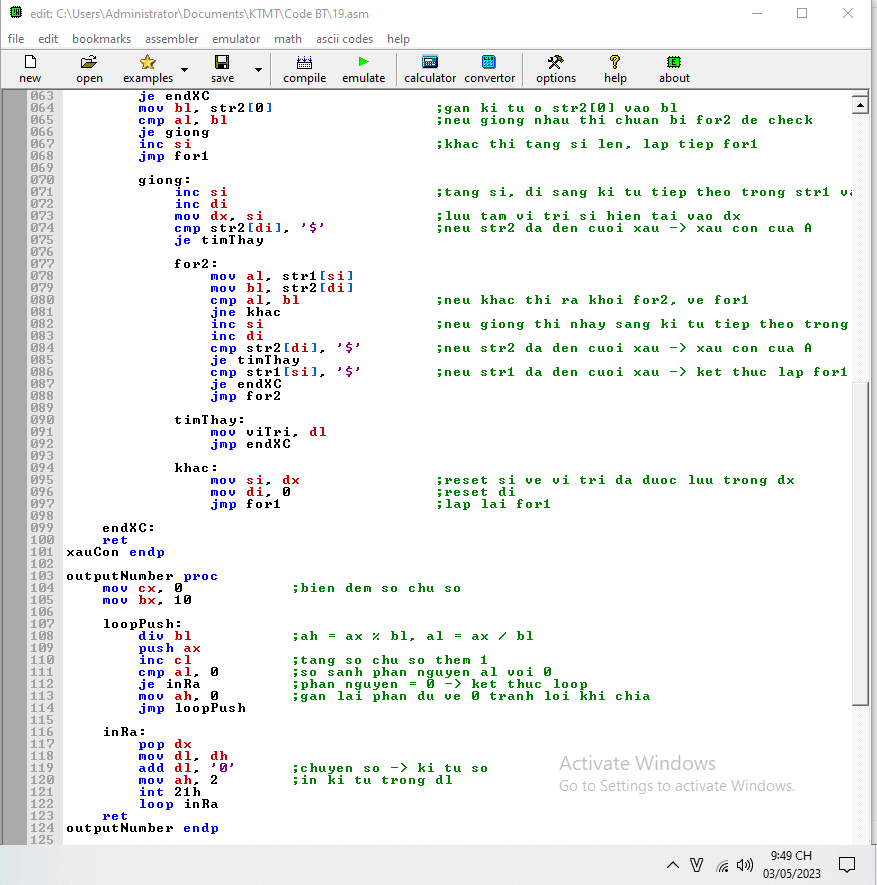 edit: C:\Users\Administrator\Documents\KTMT\Code BT\19.asm
file edit bookmarks assembler emulator math ascii codes help
new open examples save compile emulate calculator convertor options help about
063 je endXC
064 mov bl, str2[0] ;gan ki tu o str2[0] vao bl
065 cmp al, bl ;neu giong nhau thi chuan bi for2 de check
066 je giong
067 inc si ;khac thi tang si len, lap tiep for1
068 jmp for1
069
070 giong:
071 inc si ;tang si, di sang ki tu tiep theo trong str1 va
072 inc di
073 mov dx, si ;luu tam vi tri si hien tai vao dx
074 cmp str2[di], '$' ;neu str2 da den cuoi xau -> xau con cua A
075 je timThay
076
077 for2:
078 mov al, str1[si]
079 mov bl, str2[di]
080 cmp al, bl ;neu khac thi ra khoi for2, ve for1
081 jne khac
082 inc si ;neu giong thi nhay sang ki tu tiep theo trong
083 inc di
084 cmp str2[di], '$' ;neu str2 da den cuoi xau -> xau con cua A
085 je timThay
086 cmp str1[si], '$' ;neu str1 da den cuoi xau -> ket thuc lap for1
087 je endXC
088 jmp for2
089
090 timThay:
091 mov viTri, dl
092 jmp endXC
093
094 khac:
095 mov si, dx ;reset si ve vi tri da duoc luu trong dx
096 mov di, 0 ;reset di
097 jmp for1 ;lap lai for1
098
099 endXC:
100 ret
101 xauCon endp
102
103 outputNumber proc
104 mov cx, 0 ;bien dem so chu so
105 mov bx, 10
106
107 loopPush:
108 div bl ;ah = ax % bl, al = ax / bl
109 push ax
110 inc cl ;tang so chu so them 1
111 cmp al, 0 ;so sanh phan nguyen al voi 0
112 je inRa ;phan nguyen = 0 -> ket thuc loop
113 mov ah, 0 ;gan lai phan du ve 0 tranh loi khi chia
114 jmp loopPush
115
116 inRa:
117 pop dx
118 mov dl, dh
119 add dl, '0' ;chuyen so -> ki tu so
120 mov ah, 2 ;in ki tu trong dl
121 int 21h
122 loop inRa
123 ret
124 outputNumber endp
125
Activate Windows
Go to Settings to activate Windows.
9:49 CH
03/05/2023